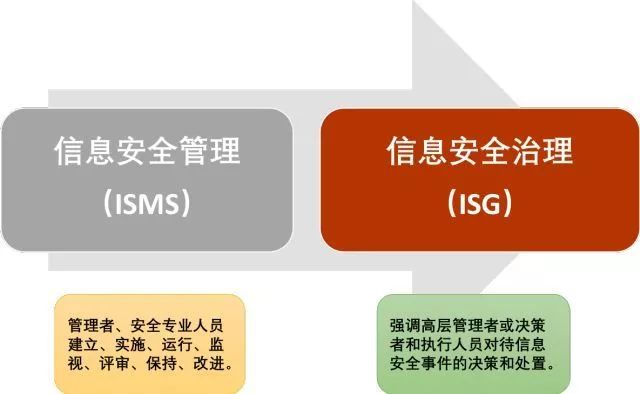 信息安全管理
（ISMS）
信息安全治理
（ISG）
管理者、安全专业人员
建立、实施、运行、监
视、评审、保持、改进。
强调高层管理者或决策
者和执行人员对待信息
安全事件的决策和处置。